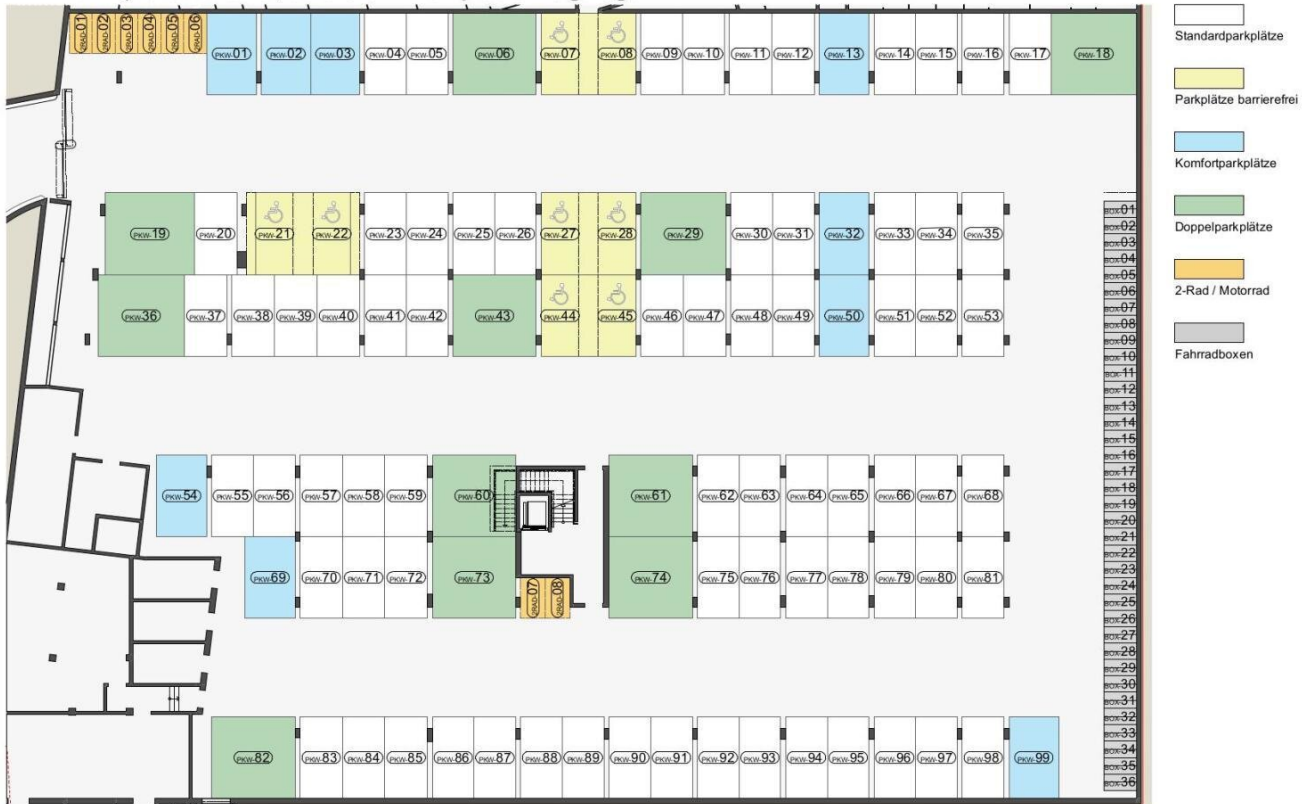 2RAD-01 2RAD-02 2RAD-03 2RAD-04 2RAD-05 2RAD-06
PKW-01 PKW-02 PKW-03 PKW-04 PKW-05 PKW-06 PKW-07 PKW-08 PKW-09 PKW-10 PKW-11 PKW-12 PKW-13 PKW-14 PKW-15 PKW-16 PKW-17 PKW-18
PKW-19 PKW-20 PKW-21 PKW-22 PKW-23 PKW-24 PKW-25 PKW-26 PKW-27 PKW-28 PKW-29 PKW-30 PKW-31 PKW-32 PKW-33 PKW-34 PKW-35
PKW-36 PKW-37 PKW-38 PKW-39 PKW-40 PKW-41 PKW-42 PKW-43 PKW-44 PKW-45 PKW-46 PKW-47 PKW-48 PKW-49 PKW-50 PKW-51 PKW-52 PKW-53
PKW-54 PKW-55 PKW-56 PKW-57 PKW-58 PKW-59 PKW-60 PKW-61 PKW-62 PKW-63 PKW-64 PKW-65 PKW-66 PKW-67 PKW-68
PKW-69 PKW-70 PKW-71 PKW-72 PKW-73 2RAD-07 2RAD-08 PKW-74 PKW-75 PKW-76 PKW-77 PKW-78 PKW-79 PKW-80 PKW-81
PKW-82 PKW-83 PKW-84 PKW-85 PKW-86 PKW-87 PKW-88 PKW-89 PKW-90 PKW-91 PKW-92 PKW-93 PKW-94 PKW-95 PKW-96 PKW-97 PKW-98 PKW-99
BOX-01
BOX-02
BOX-03
BOX-04
BOX-05
BOX-06
BOX-07
BOX-08
BOX-09
BOX-10
BOX-11
BOX-12
BOX-13
BOX-14
BOX-15
BOX-16
BOX-17
BOX-18
BOX-19
BOX-20
BOX-21
BOX-22
BOX-23
BOX-24
BOX-25
BOX-26
BOX-27
BOX-28
BOX-29
BOX-30
BOX-31
BOX-32
BOX-33
BOX-34
BOX-35
BOX-36
Standardparkplätze
Parkplätze barrierefrei
Komfortparkplätze
Doppelparkplätze
2-Rad / Motorrad
Fahrradboxen